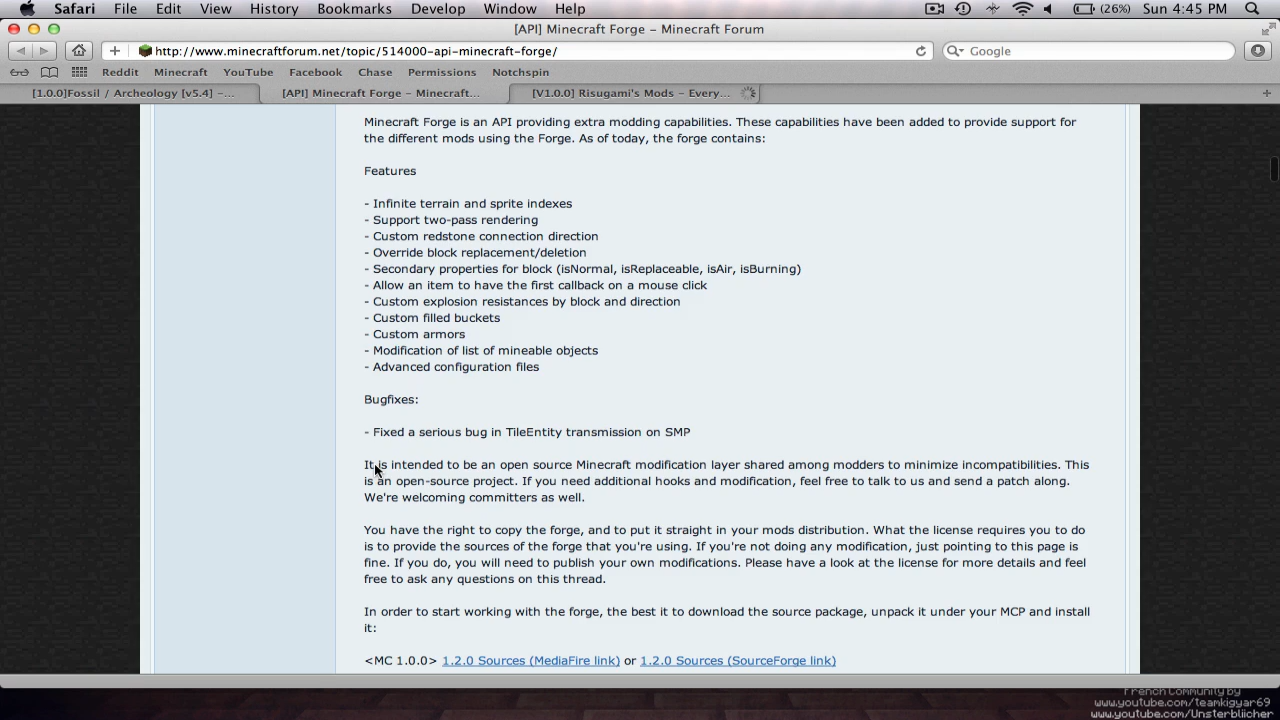 Safari File Edit View History Bookmarks Develop Window Help (26%) Sun 4:45 PM
[API] Minecraft Forge – Minecraft Forum
http://www.minecraftforum.net/topic/514000-api-minecraft-forge/ Google
Reddit Minecraft YouTube Facebook Chase Permissions Notchspin
[1.0.0]Fossil / Archeology [v5.4] –... [API] Minecraft Forge – Minecraft... [V1.0.0] Risugami's Mods – Every...
Minecraft Forge is an API providing extra modding capabilities. These capabilities have been added to provide support for
the different mods using the Forge. As of today, the forge contains:
Features
- Infinite terrain and sprite indexes
- Support two-pass rendering
- Custom redstone connection direction
- Override block replacement/deletion
- Secondary properties for block (isNormal, isReplaceable, isAir, isBurning)
- Allow an item to have the first callback on a mouse click
- Custom explosion resistances by block and direction
- Custom filled buckets
- Custom armors
- Modification of list of mineable objects
- Advanced configuration files
Bugfixes:
- Fixed a serious bug in TileEntity transmission on SMP
It is intended to be an open source Minecraft modification layer shared among modders to minimize incompatibilities. This
is an open-source project. If you need additional hooks and modification, feel free to talk to us and send a patch along.
We're welcoming committers as well.
You have the right to copy the forge, and to put it straight in your mods distribution. What the license requires you to do
is to provide the sources of the forge that you're using. If you're not doing any modification, just pointing to this page is
fine. If you do, you will need to publish your own modifications. Please have a look at the license for more details and feel
free to ask any questions on this thread.
In order to start working with the forge, the best it to download the source package, unpack it under your MCP and install
it:
<MC 1.0.0> 1.2.0 Sources (MediaFire link) or 1.2.0 Sources (SourceForge link)
French Community by
www.youtube.com/teamkigyar69
www.youtube.com/Unsterblicher